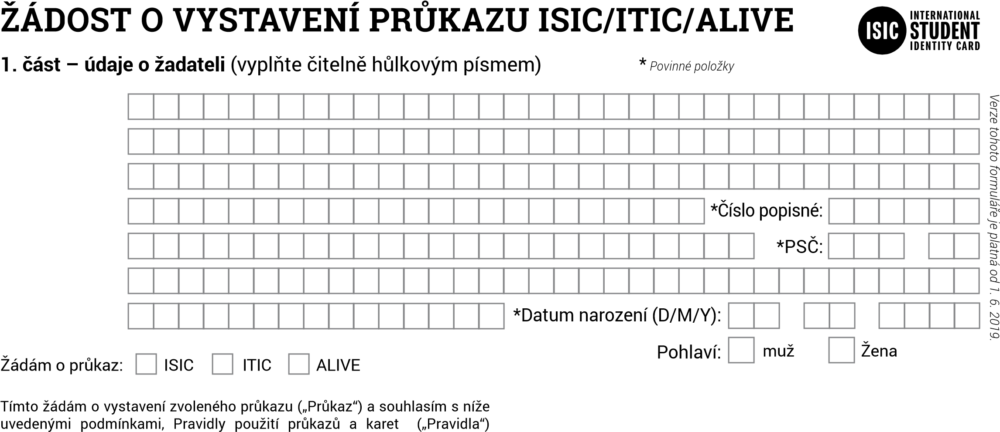 ŽÁDOST O VYSTAVENÍ PRŮKAZU ISIC/ITIC/ALIVE
ISIC
INTERNATIONAL
STUDENT
IDENTITY CARD
1. část – údaje o žadateli (vyplňte čitelně hůlkovým písmem)
* Povinné položky
*Číslo popisné:
*PSČ:
*Datum narození (D/M/Y):
Pohlaví: muž Žena
Žádám o průkaz: ISIC ITIC ALIVE
Tímto žádám o vystavení zvoleného průkazu („Průkaz“) a souhlasím s níže
uvedenými podmínkami, Pravidly použití průkazů a karet („Pravidla“)
Verze tohoto formuláře je platná od 1. 6. 2019.